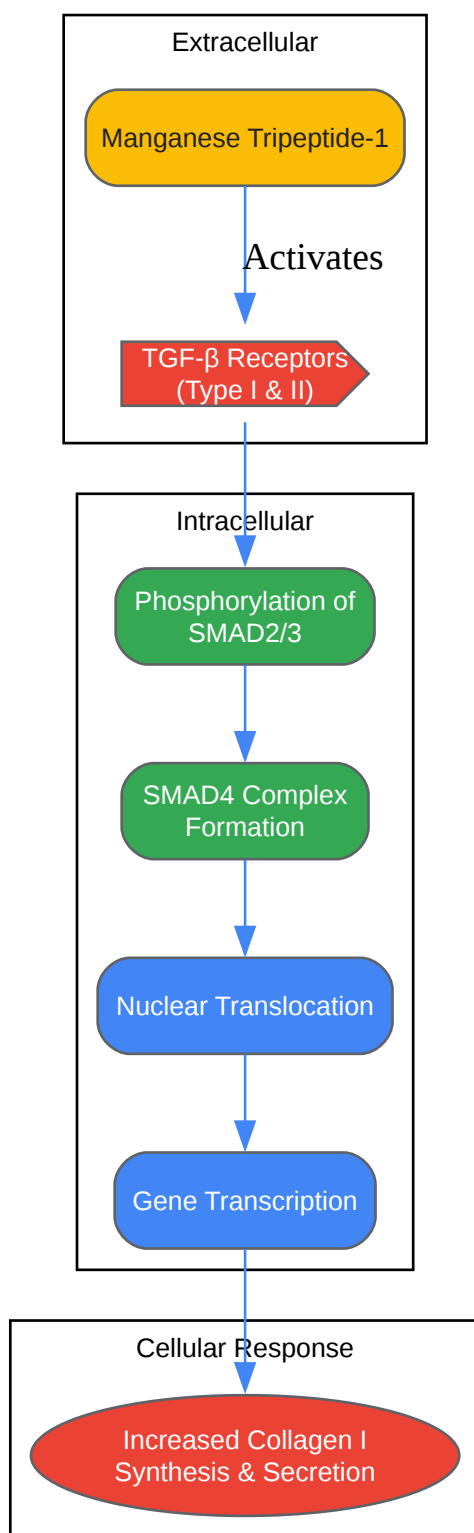 Extracellular
Manganese Tripeptide-1
Activates
TGF-β Receptors
(Type I & II)
Intracellular
Phosphorylation of
SMAD2/3
SMAD4 Complex
Formation
Nuclear Translocation
Gene Transcription
Cellular Response
Increased Collagen I
Synthesis & Secretion